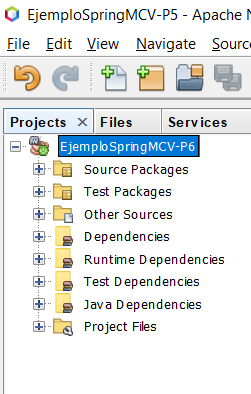 EjemploSpringMCV-P5 - Apache N
File Edit View Navigate Source
Projects Files Services
EjemploSpringMCV-P6
Source Packages
Test Packages
Other Sources
Dependencies
Runtime Dependencies
Test Dependencies
Java Dependencies
Project Files